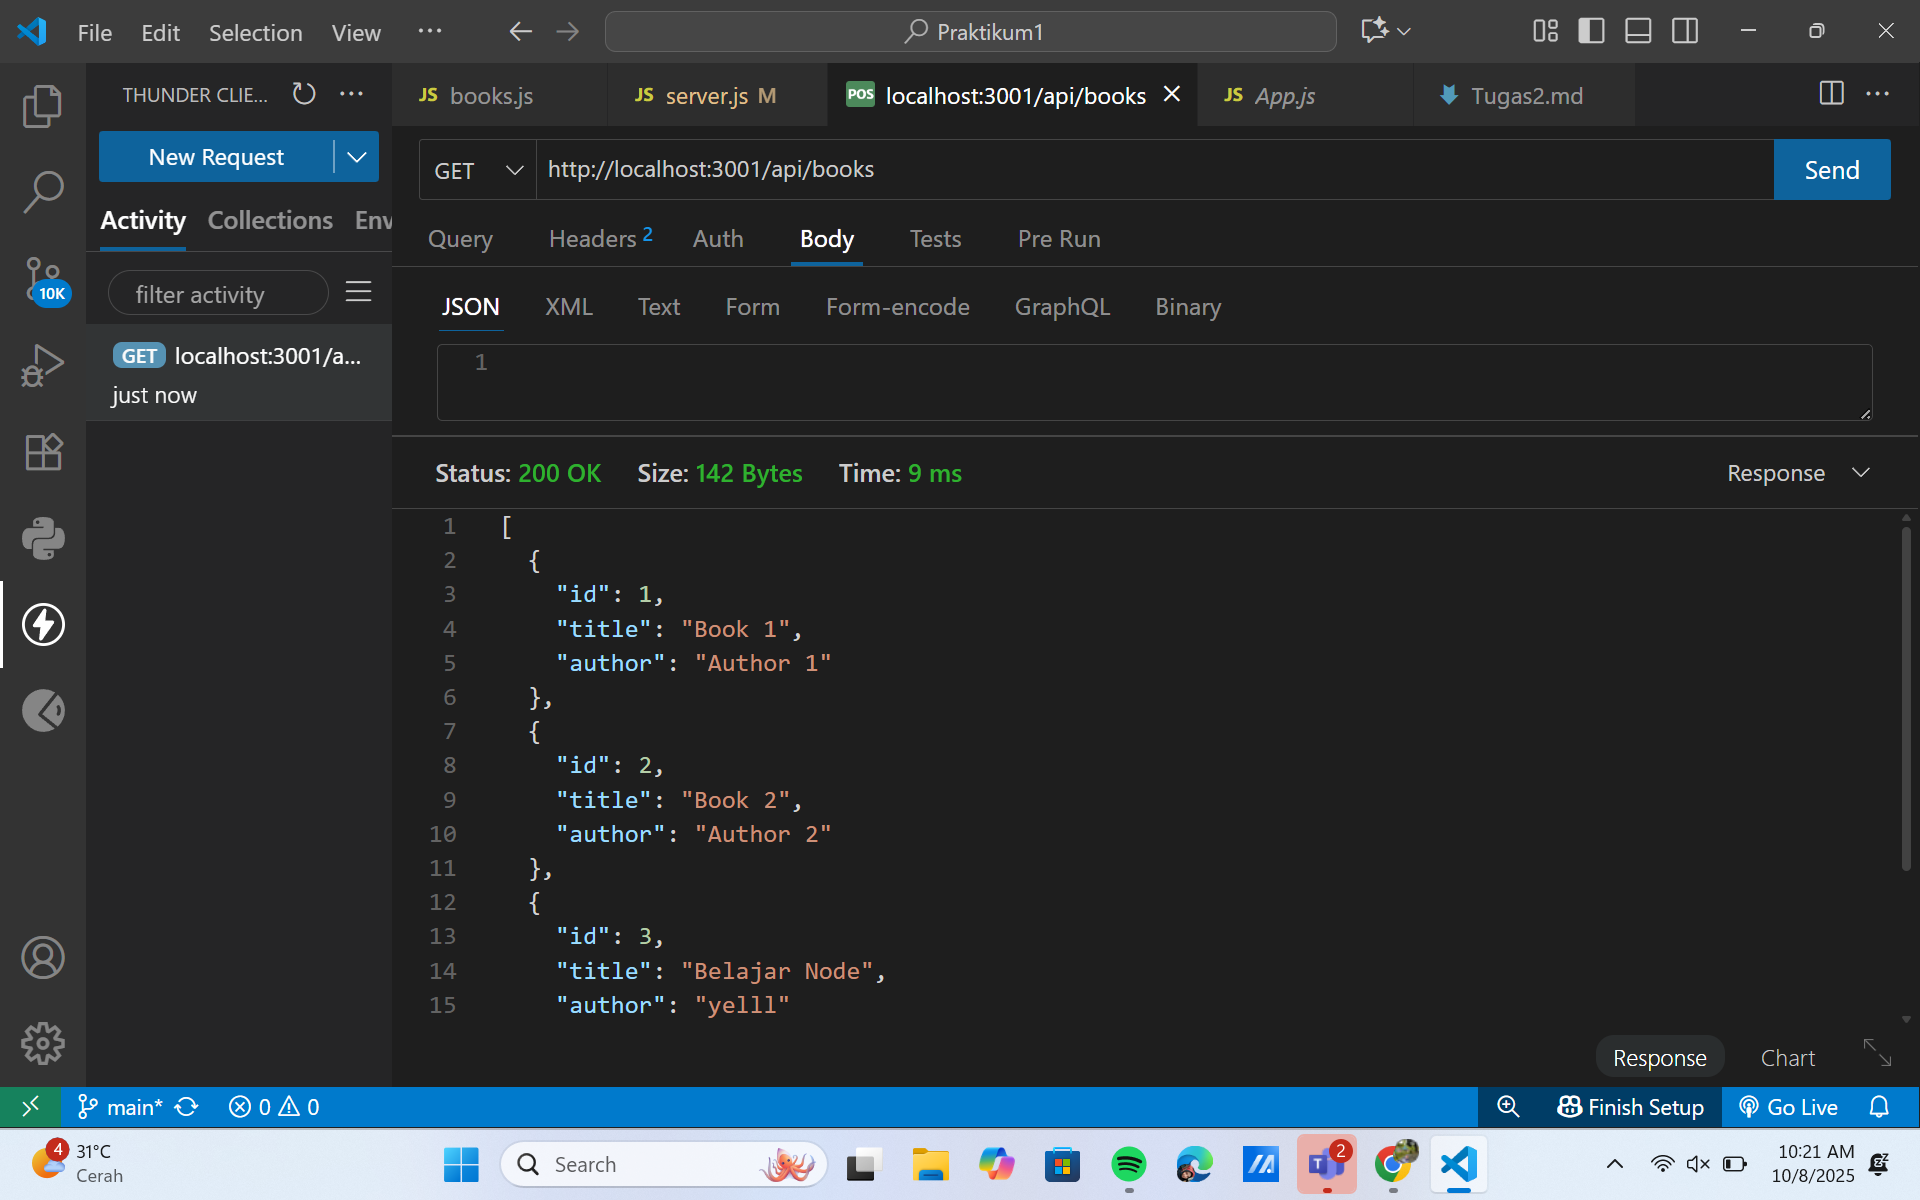 File Edit Selection View ··· Praktikum1
THUNDER CLIE... ···
New Request
Activity Collections Env
filter activity
GET localhost:3001/a...
just now
10K
JS books.js JS server.js M POS localhost:3001/api/books JS App.js Tugas2.md ···
GET http://localhost:3001/api/books Send
Query Headers 2 Auth Body Tests Pre Run
JSON XML Text Form Form-encode GraphQL Binary
1
Status: 200 OK Size: 142 Bytes Time: 9 ms Response
1 [
2 {
3 "id": 1,
4 "title": "Book 1",
5 "author": "Author 1"
6 },
7 {
8 "id": 2,
9 "title": "Book 2",
10 "author": "Author 2"
11 },
12 {
13 "id": 3,
14 "title": "Belajar Node",
15 "author": "yelll"
Response Chart
main* 0 0 Finish Setup Go Live
4 31°C
Cerah
Search
2
10:21 AM
10/8/2025